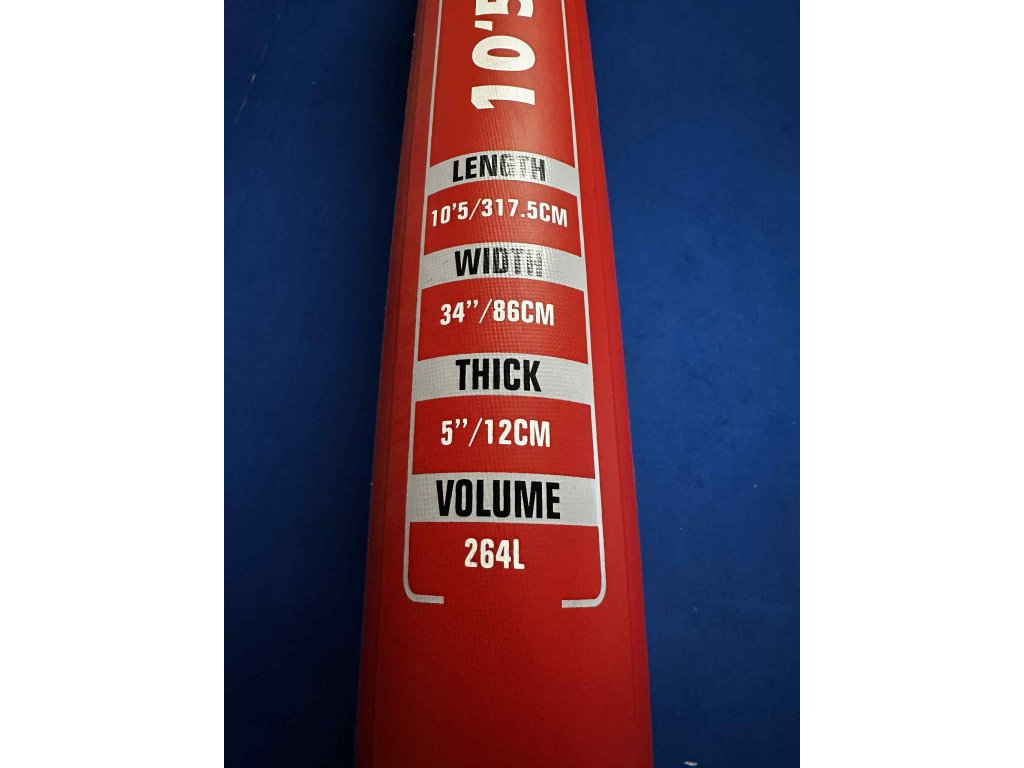 10'5
LENGTH
10'5/317.5CM
WIDTH
34”/86CM
THICK
5”/12CM
VOLUME
264L